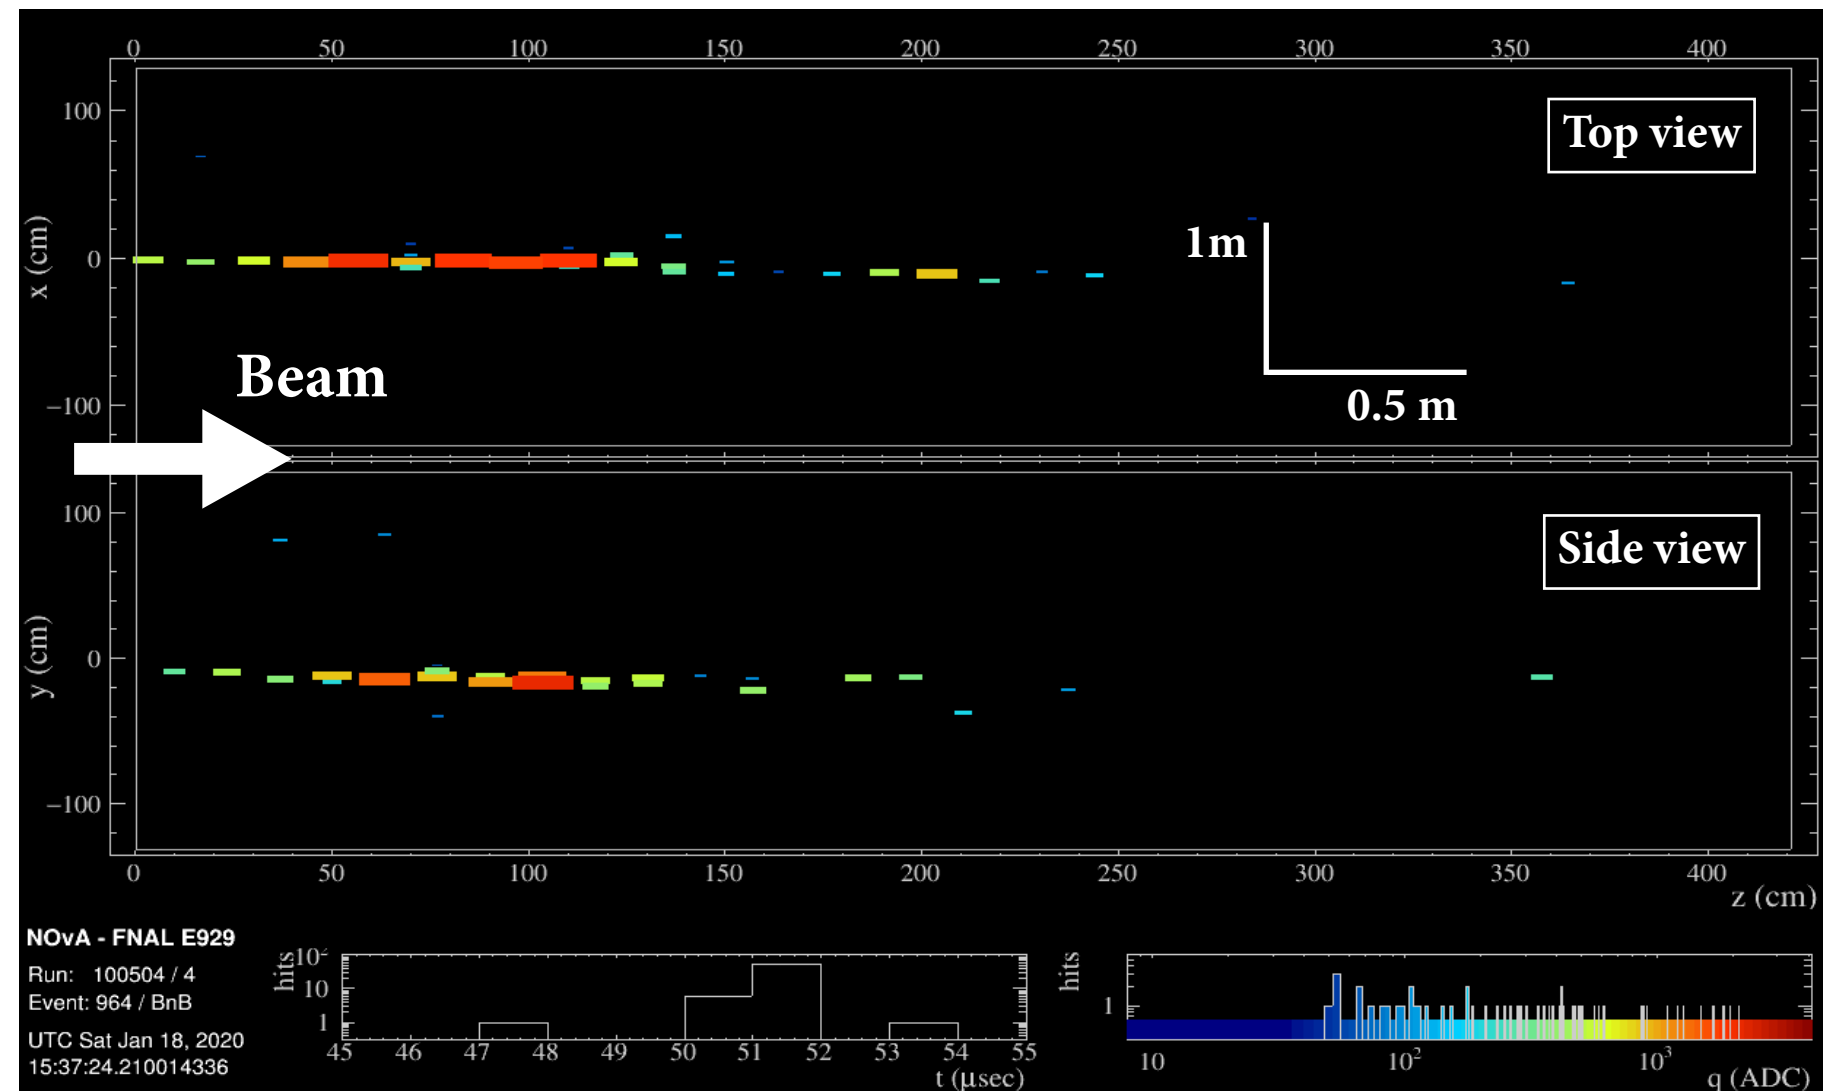 0 50 100 150 200 250 300 350 400
100
Top view
x (cm)
0
1m
Beam
0.5 m
−100
100
Side view
y (cm)
0
−100
0 50 100 150 200 250 300 350 400
z (cm)
NOvA - FNAL E929
Run: 100504 / 4
Event: 964 / BnB
UTC Sat Jan 18, 2020
15:37:24.210014336
hits
10²
10
1
45 46 47 48 49 50 51 52 53 54 55
t (μsec)
hits
1
10 10² 10³
q (ADC)